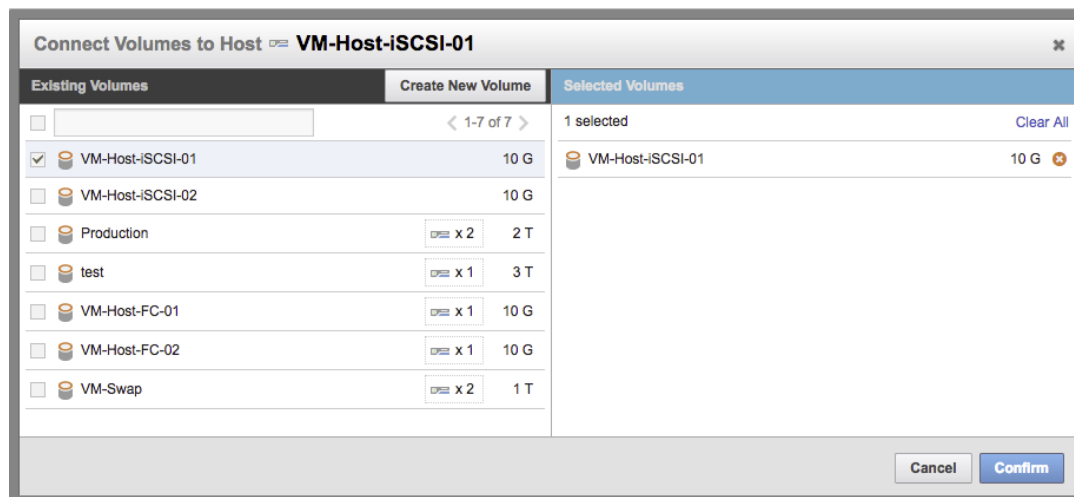 Connect Volumes to Host VM-Host-iSCSI-01
Existing Volumes
Create New Volume
1-7 of 7
VM-Host-iSCSI-01 10 G
VM-Host-iSCSI-02 10 G
Production x 2 2 T
test x 1 3 T
VM-Host-FC-01 x 1 10 G
VM-Host-FC-02 x 1 10 G
VM-Swap x 2 1 T
Selected Volumes
1 selected Clear All
VM-Host-iSCSI-01 10 G
Cancel Confirm